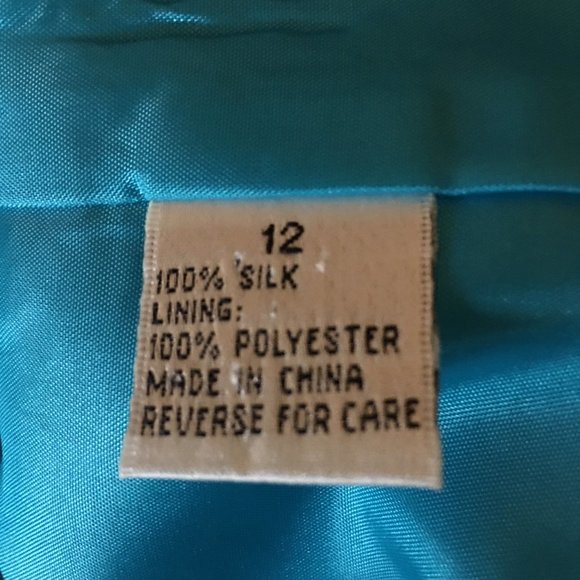 12
100% SILK
LINING:
100% POLYESTER
MADE IN CHINA
REVERSE FOR CARE